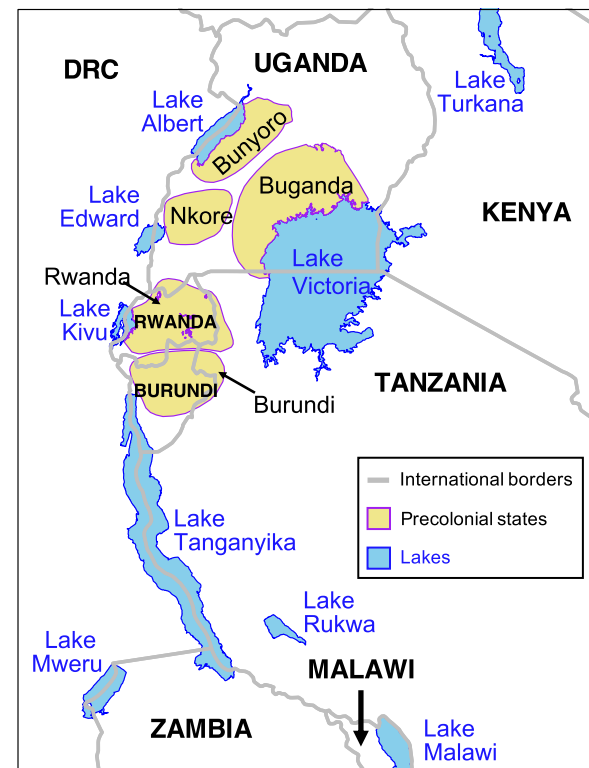 DRC
UGANDA
Lake
Turkana
Lake
Albert
Bunyoro
Buganda
Lake
Edward
Nkore
KENYA
Lake
Victoria
Rwanda
Lake
Kivu
RWANDA
TANZANIA
BURUNDI
Burundi
International borders
Precolonial states
Lakes
Lake
Tanganyika
Lake
Rukwa
Lake
Mweru
MALAWI
ZAMBIA
Lake
Malawi